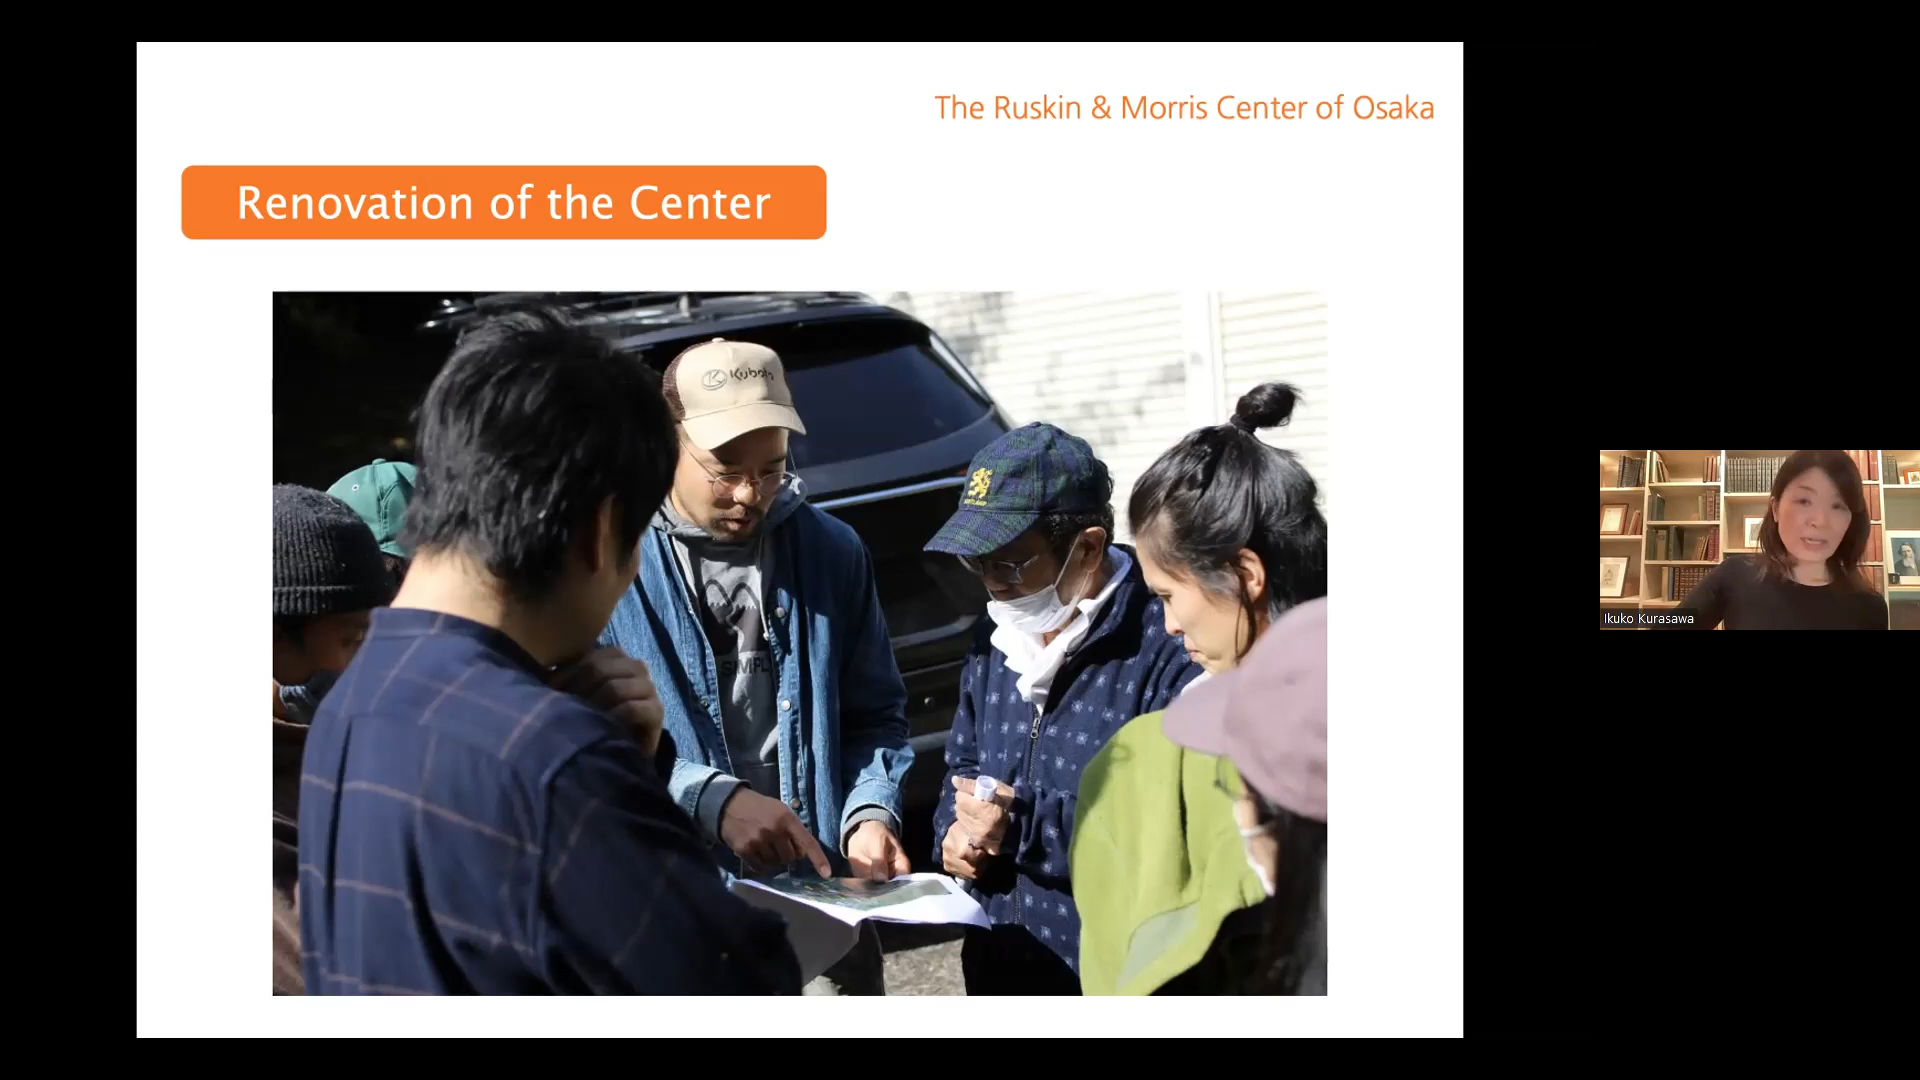 The Ruskin & Morris Center of Osaka
Renovation of the Center
Kubota
Ikuko Kurasawa